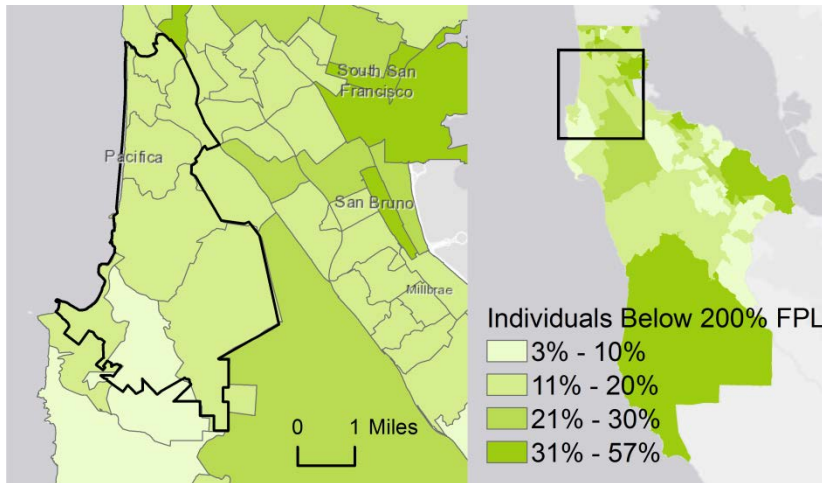 South San
Francisco
Pacifica
San Bruno
Millbrae
0 1 Miles
Individuals Below 200% FPL
3% - 10%
11% - 20%
21% - 30%
31% - 57%